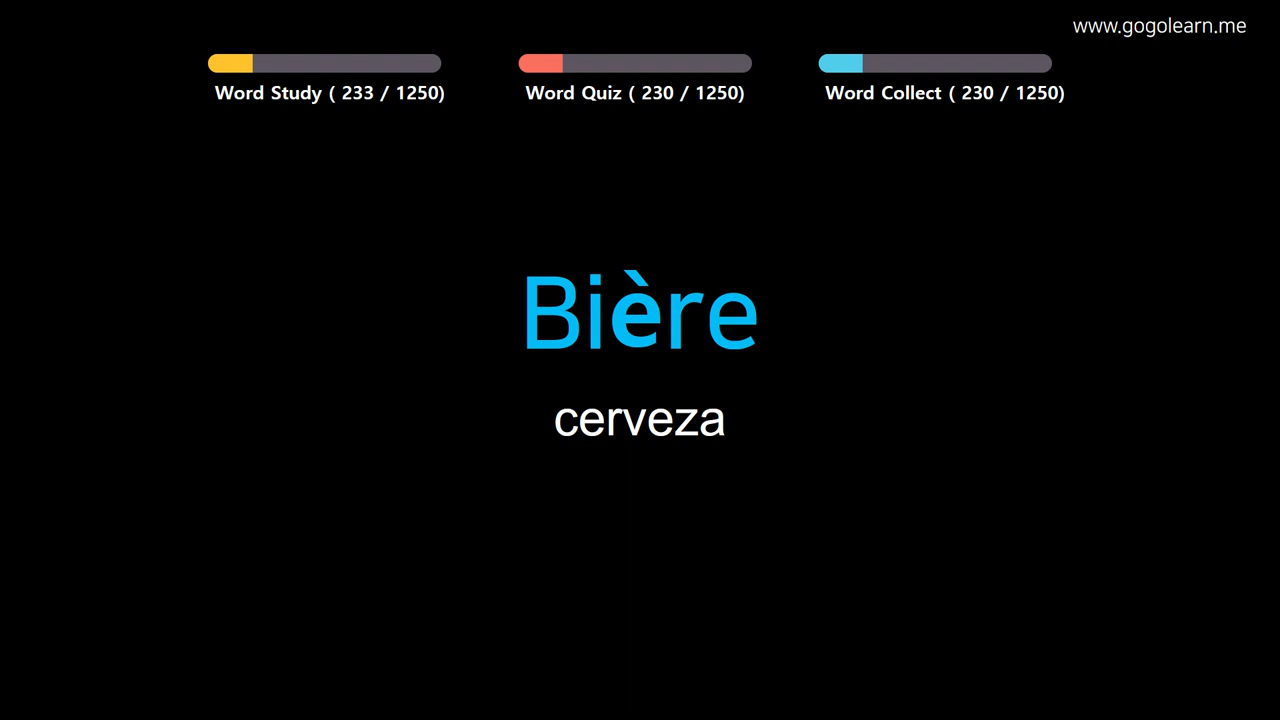 www.gogolearn.me
Word Study ( 233 / 1250)
Word Quiz ( 230 / 1250)
Word Collect ( 230 / 1250)
Bière
cerveza